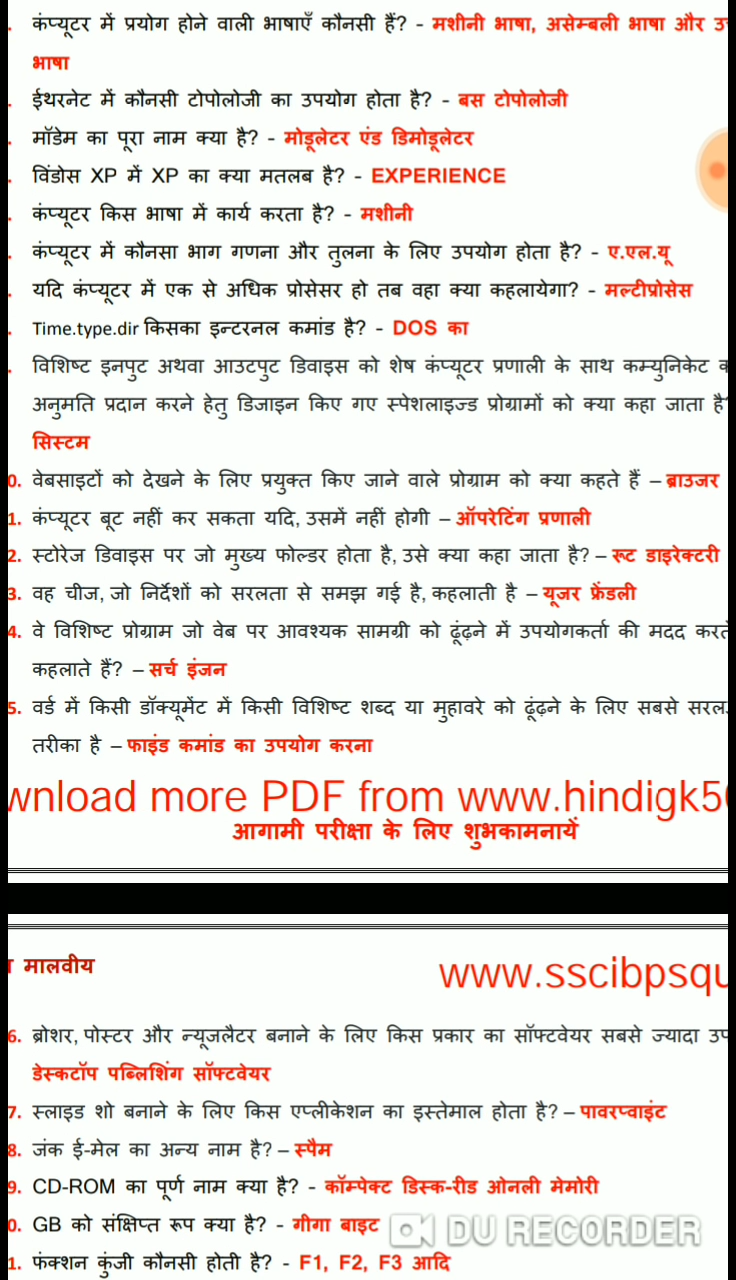 . कंप्यूटर में प्रयोग होने वाली भाषाएँ कौनसी हैं? - मशीनी भाषा, असेम्बली भाषा और
भाषा
. ईथरनेट में कौनसी टोपोलोजी का उपयोग होता है? - बस टोपोलोजी
. मॉडेम का पूरा नाम क्या है? - मोडूलेटर एंड डिमोडूलेटर
. विंडोस XP में XP का क्या मतलब है? - EXPERIENCE
. कंप्यूटर किस भाषा में कार्य करता है? - मशीनी
. कंप्यूटर में कौनसा भाग गणना और तुलना के लिए उपयोग होता है? - ए.एल.यू
. यदि कंप्यूटर में एक से अधिक प्रोसेसर हो तब वहा क्या कहलायेगा? - मल्टीप्रोसेस
. Time.type.dir किसका इन्टरनल कमांड है? - DOS का
. विशिष्ट इनपुट अथवा आउटपुट डिवाइस को शेष कंप्यूटर प्रणाली के साथ कम्युनिकेट
अनुमति प्रदान करने हेतु डिजाइन किए गए स्पेशलाइज्ड प्रोग्रामों को क्या कहा जाता है
सिस्टम
0. वेबसाइटों को देखने के लिए प्रयुक्त किए जाने वाले प्रोग्राम को क्या कहते हैं – ब्राउजर
1. कंप्यूटर बूट नहीं कर सकता यदि, उसमें नहीं होगी – ऑपरेटिंग प्रणाली
2. स्टोरेज डिवाइस पर जो मुख्य फोल्डर होता है, उसे क्या कहा जाता है? – रूट डाइरेक्टरी
3. वह चीज, जो निर्देशों को सरलता से समझ गई है, कहलाती है – यूजर फ्रेंडली
4. वे विशिष्ट प्रोग्राम जो वेब पर आवश्यक सामग्री को ढूंढ़ने में उपयोगकर्ता की मदद करत
कहलाते हैं? – सर्च इंजन
5. वर्ड में किसी डॉक्यूमेंट में किसी विशिष्ट शब्द या मुहावरे को ढूंढ़ने के लिए सबसे सरल
तरीका है – फाइंड कमांड का उपयोग करना
wnload more PDF from www.hindigk5
आगामी परीक्षा के लिए शुभकामनायें
मालवीय
www.sscibpsqu
6. ब्रोशर, पोस्टर और न्यूजलैटर बनाने के लिए किस प्रकार का सॉफ्टवेयर सबसे ज्यादा उप
डेस्कटॉप पब्लिशिंग सॉफ्टवेयर
7. स्लाइड शो बनाने के लिए किस एप्लीकेशन का इस्तेमाल होता है? – पावरप्वाइंट
8. जंक ई-मेल का अन्य नाम है? – स्पैम
9. CD-ROM का पूर्ण नाम क्या है? - कॉम्पेक्ट डिस्क-रीड ओनली मेमोरी
0. GB को संक्षिप्त रूप क्या है? - गीगा बाइट
DU RECORDER
1. फंक्शन कुंजी कौनसी होती है? - F1, F2, F3 आदि